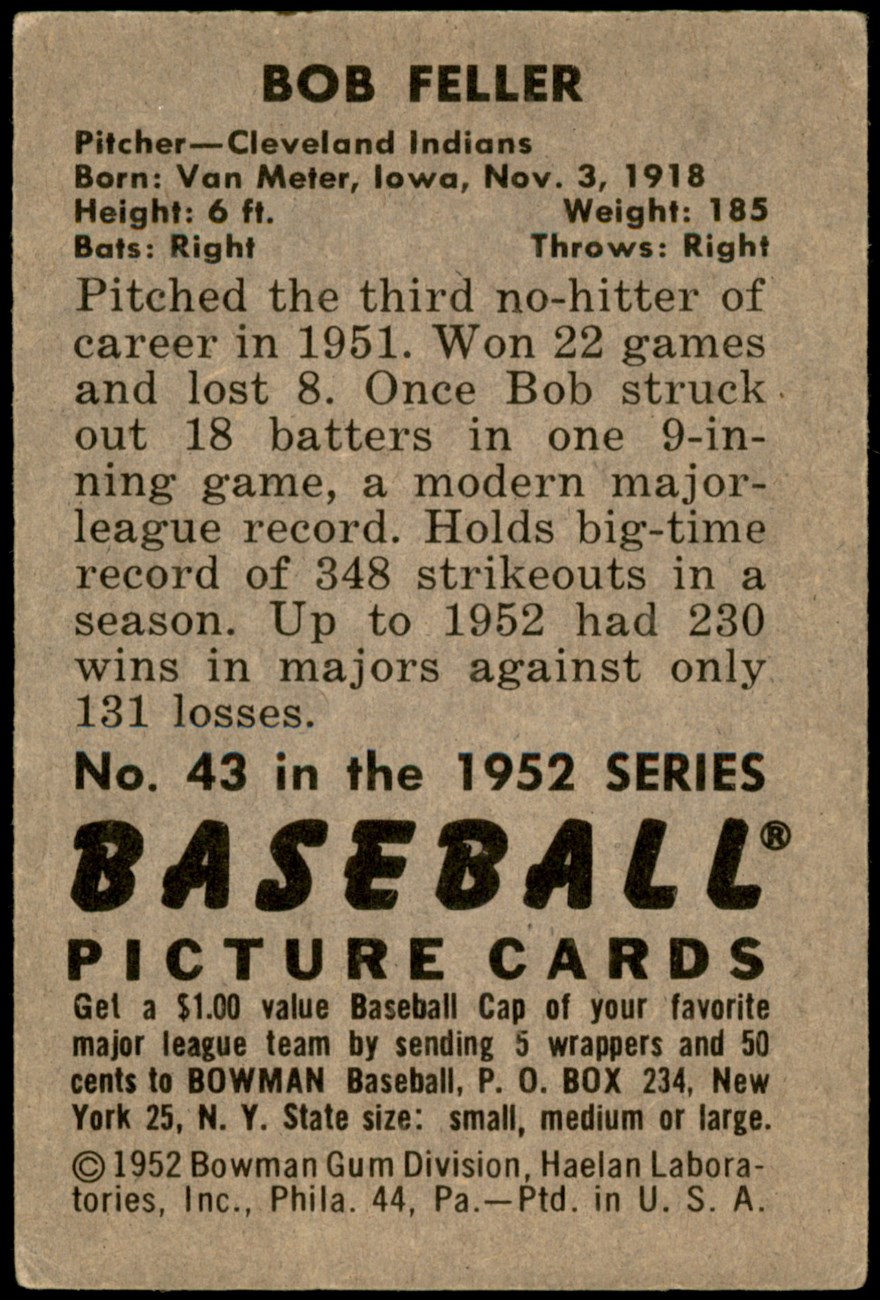 BOB FELLER
Pitcher—Cleveland Indians
Born: Van Meter, Iowa, Nov. 3, 1918
Height: 6 ft. Weight: 185
Bats: Right Throws: Right
Pitched the third no-hitter of
career in 1951. Won 22 games
and lost 8. Once Bob struck
out 18 batters in one 9-in-
ning game, a modern major-
league record. Holds big-time
record of 348 strikeouts in a
season. Up to 1952 had 230
wins in majors against only
131 losses.
No. 43 in the 1952 SERIES
BASEBALL®
PICTURE CARDS
Get a $1.00 value Baseball Cap of your favorite
major league team by sending 5 wrappers and 50
cents to BOWMAN Baseball, P. O. BOX 234, New
York 25, N. Y. State size: small, medium or large.
© 1952 Bowman Gum Division, Haelan Labora-
tories, Inc., Phila. 44, Pa.—Ptd. in U. S. A.